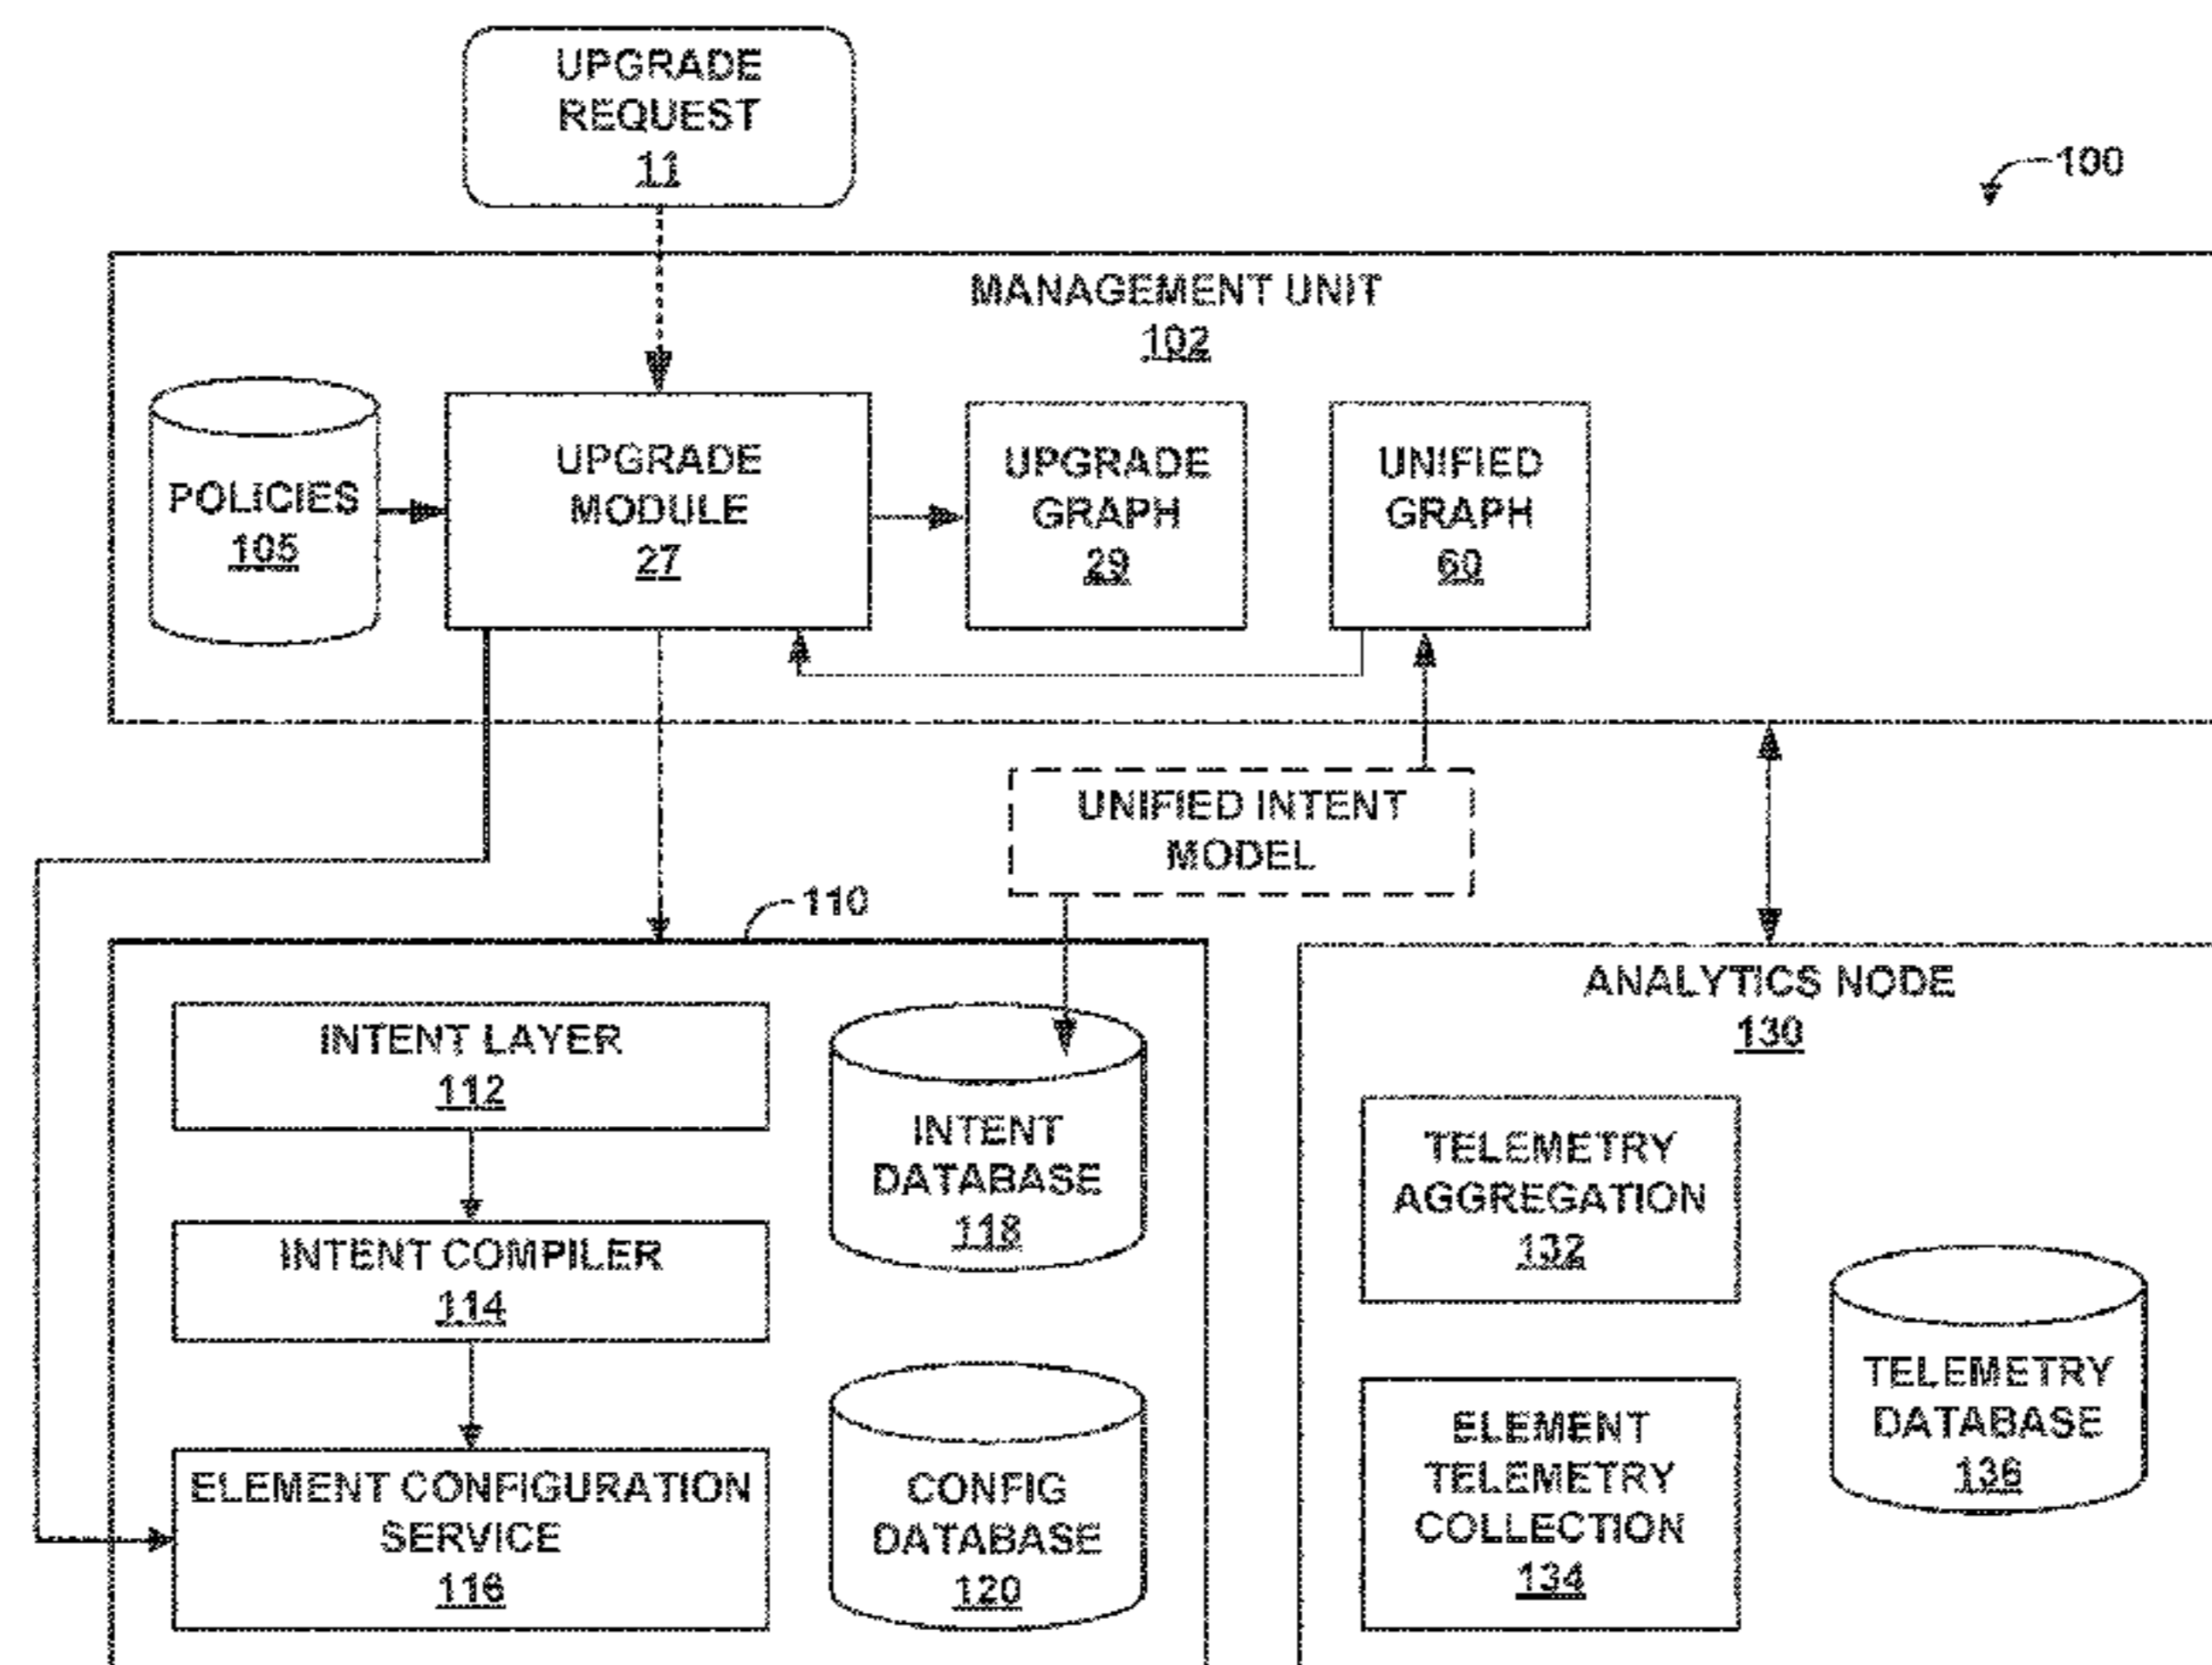 UPGRADE
REQUEST
11
100
MANAGEMENT UNIT
102
POLICIES
105
UPGRADE
MODULE
27
UPGRADE
GRAPH
29
UNIFIED
GRAPH
60
UNIFIED INTENT
MODEL
110
INTENT LAYER
112
INTENT COMPILER
114
ELEMENT CONFIGURATION
SERVICE
116
INTENT
DATABASE
118
CONFIG
DATABASE
120
ANALYTICS NODE
130
TELEMETRY
AGGREGATION
132
ELEMENT
TELEMETRY
COLLECTION
134
TELEMETRY
DATABASE
136